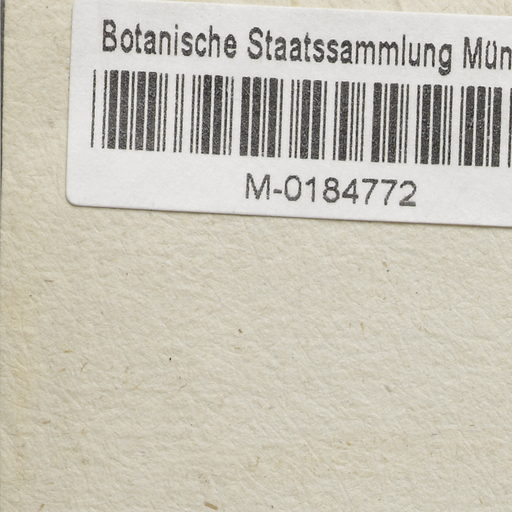 Botanische Staatssammlung Mün
M-0184772